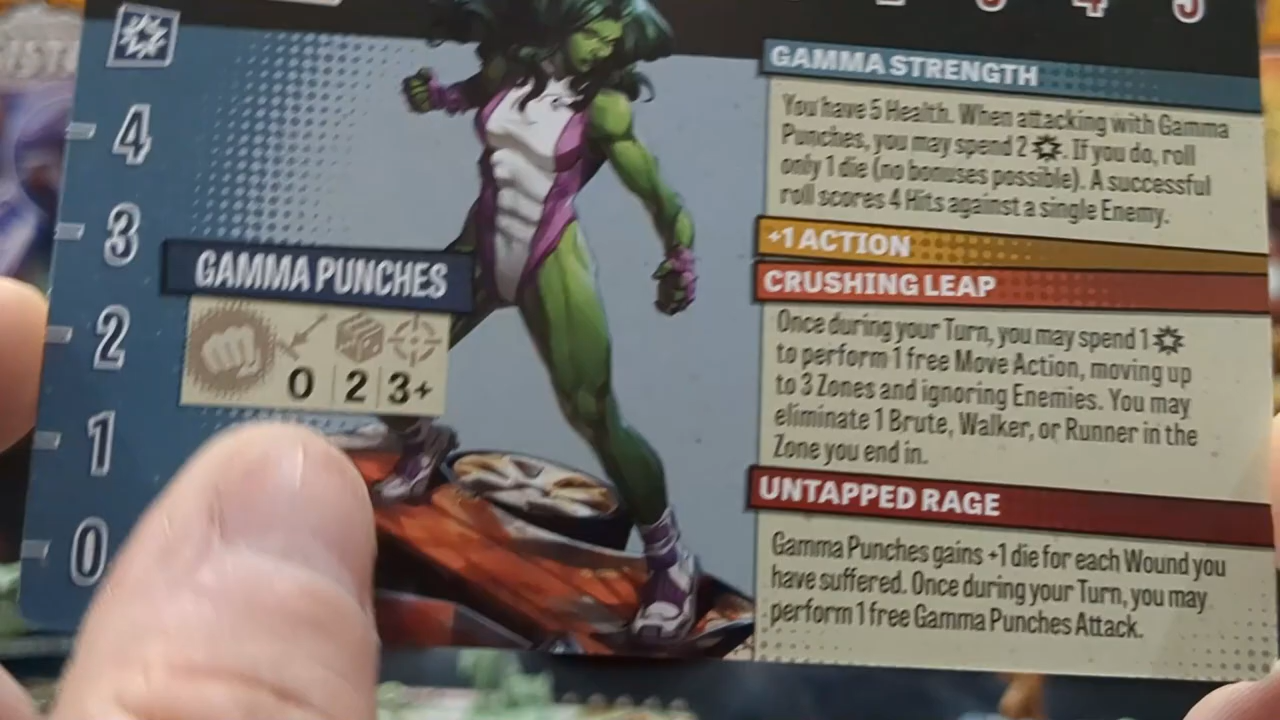 GAMMA STRENGTH
You have 5 Health. When attacking with Gamma
Punches, you may spend 2 . If you do, roll
only 1 die (no bonuses possible). A successful
roll scores 4 Hits against a single Enemy.
+1 ACTION
CRUSHING LEAP
Once during your Turn, you may spend 1
to perform 1 free Move Action, moving up
to 3 Zones and ignoring Enemies. You may
eliminate 1 Brute, Walker, or Runner in the
Zone you end in.
UNTAPPED RAGE
Gamma Punches gains +1 die for each Wound you
have suffered. Once during your Turn, you may
perform 1 free Gamma Punches Attack.
4
3
2
1
0
GAMMA PUNCHES
0 2 3+